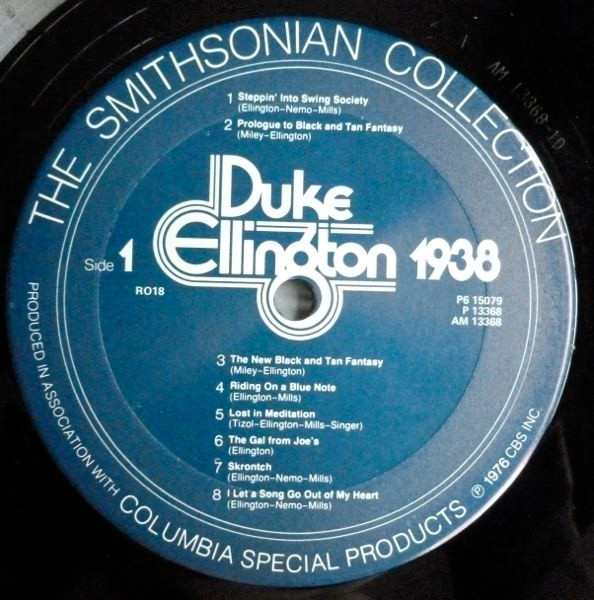 THE SMITHSONIAN COLLECTION
AM 13368-1D
1 Steppin' Into Swing Society
(Ellington-Nemo-Mills)
2 Prologue to Black and Tan Fantasy
(Miley-Ellington)
Duke
Ellington 1938
Side 1
RO18
P6 15079
P 13368
AM 13368
3 The New Black and Tan Fantasy
(Miley-Ellington)
4 Riding On a Blue Note
(Ellington-Mills)
5 Lost in Meditation
(Tizol-Ellington-Mills-Singer)
6 The Gal from Joe's
(Ellington)
7 Skrontch
(Ellington-Nemo-Mills)
8 I Let a Song Go Out of My Heart
(Ellington-Nemo-Mills)
PRODUCED IN ASSOCIATION WITH COLUMBIA SPECIAL PRODUCTS ℗ 1976 CBS INC.